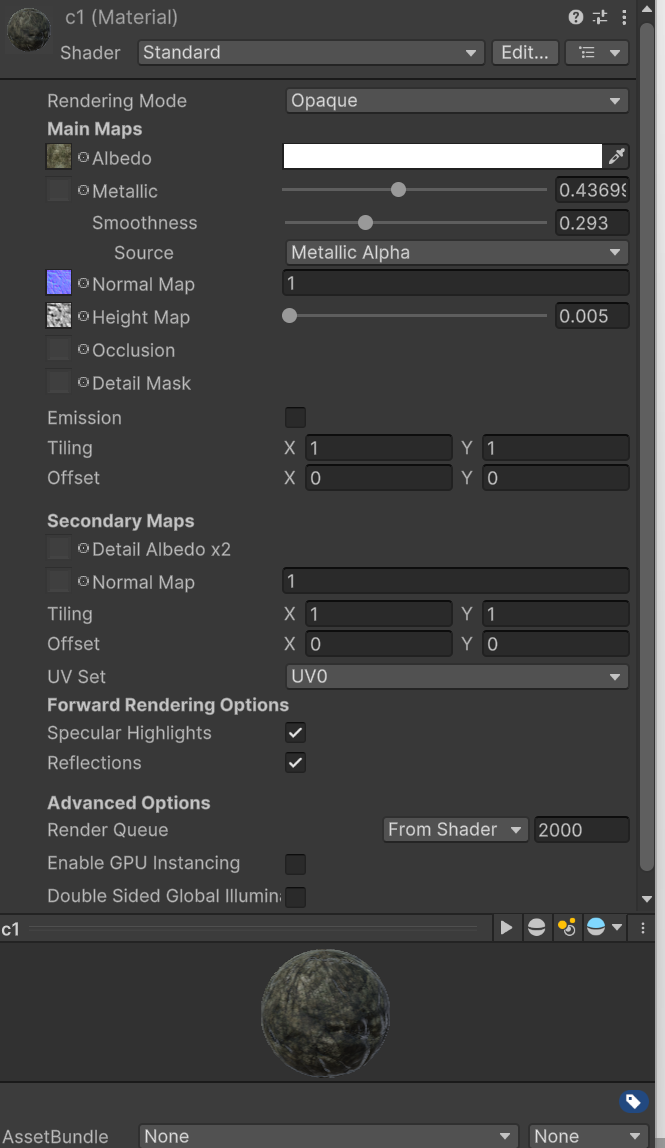 c1 (Material)
Shader Standard Edit...
Rendering Mode Opaque
Main Maps
Albedo
Metallic 0.43699
Smoothness 0.293
Source Metallic Alpha
Normal Map 1
Height Map 0.005
Occlusion
Detail Mask
Emission
Tiling X 1 Y 1
Offset X 0 Y 0
Secondary Maps
Detail Albedo x2
Normal Map 1
Tiling X 1 Y 1
Offset X 0 Y 0
UV Set UV0
Forward Rendering Options
Specular Highlights
Reflections
Advanced Options
Render Queue From Shader 2000
Enable GPU Instancing
Double Sided Global Illumin
c1
AssetBundle None None